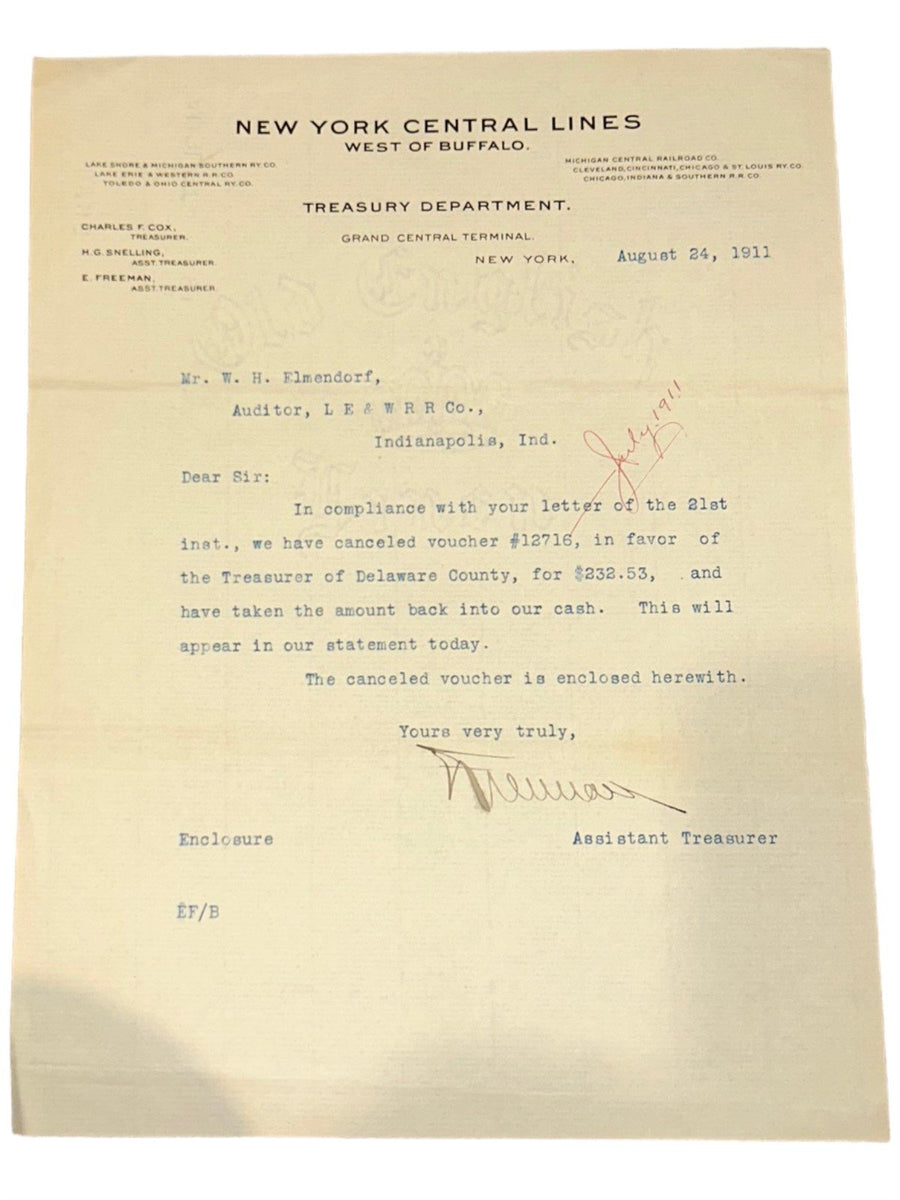 NEW YORK CENTRAL LINES
WEST OF BUFFALO.
LAKE SHORE & MICHIGAN SOUTHERN RY. CO.
LAKE ERIE & WESTERN R.R. CO.
TOLEDO & OHIO CENTRAL RY. CO.
MICHIGAN CENTRAL RAILROAD CO.
CLEVELAND, CINCINNATI, CHICAGO & ST. LOUIS RY. CO.
CHICAGO, INDIANA & SOUTHERN R.R. CO.
TREASURY DEPARTMENT.
CHARLES F. COX,
TREASURER.
H. G. SNELLING,
ASST. TREASURER.
E. FREEMAN,
ASST. TREASURER.
GRAND CENTRAL TERMINAL.
NEW YORK, August 24, 1911
Mr. W. H. Elmendorf,
Auditor, L E & W R R Co.,
Indianapolis, Ind.
July 1911
Dear Sir:
In compliance with your letter of the 21st
inst., we have canceled voucher #12716, in favor of
the Treasurer of Delaware County, for $232.53, and
have taken the amount back into our cash. This will
appear in our statement today.
The canceled voucher is enclosed herewith.
Yours very truly,
Freeman
Enclosure
Assistant Treasurer
EF/B